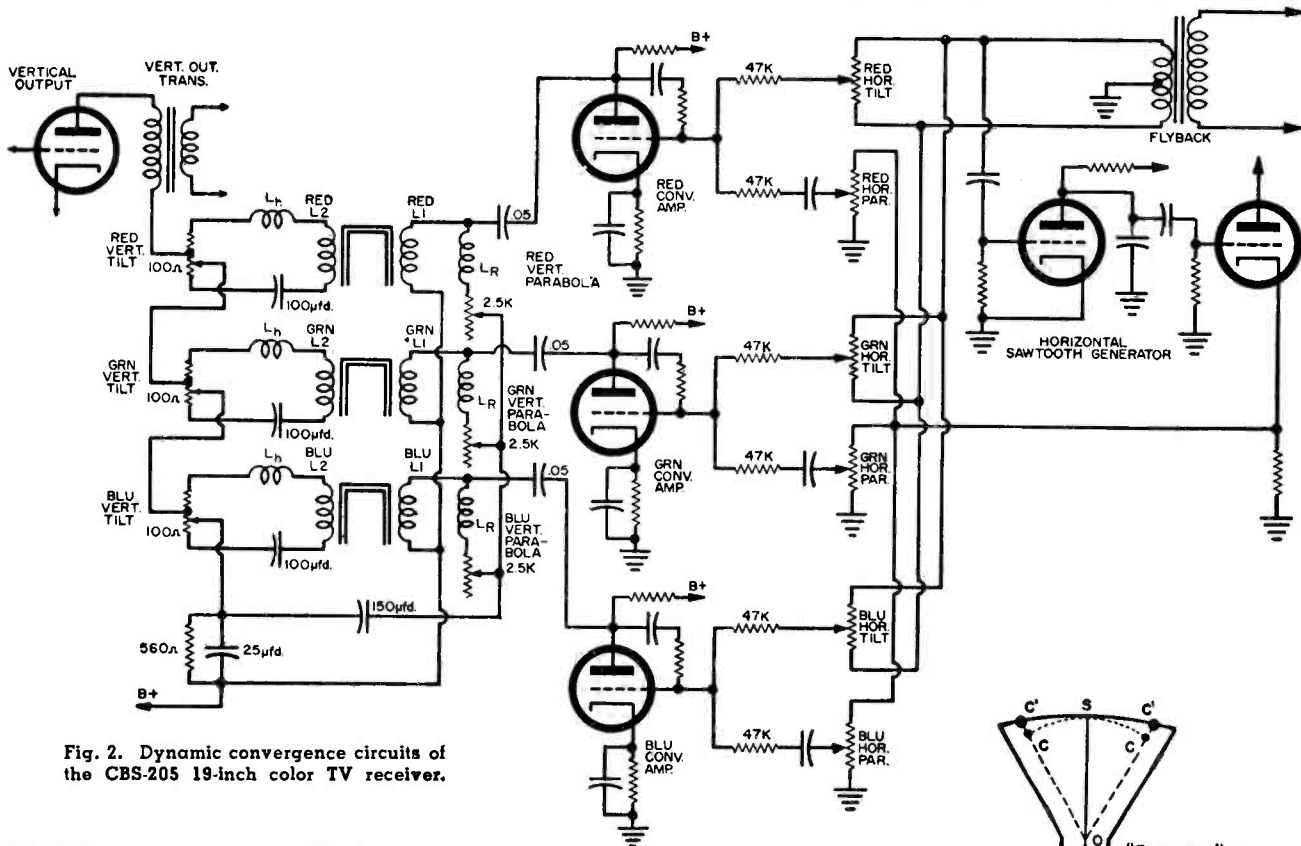 VERTICAL
OUTPUT
VERT. OUT.
TRANS.
B+
47K
RED
HOR.
TILT
FLYBACK
RED
CONV.
AMP.
47K
RED
HOR.
PAR.
HORIZONTAL
SAWTOOTH GENERATOR
RED
VERT.
TILT
100Ω
Lh
RED
L2
100µfd.
RED
L1
LR
.05
RED
VERT.
PARABOLA
2.5K
GRN
VERT.
TILT
100Ω
Lh
GRN
L2
100µfd.
GRN
L1
LR
.05
GRN
VERT.
PARA-
BOLA
2.5K
B+
47K
GRN
HOR.
TILT
GRN
CONV.
AMP.
47K
GRN
HOR.
PAR.
BLU
VERT.
TILT
100Ω
Lh
BLU
L2
100µfd.
BLU
L1
LR
.05
BLU
VERT.
PARA-
BOLA
2.5K
150µfd.
560Ω
25µfd.
B+
B+
47K
BLU
HOR.
TILT
BLU
CONV.
AMP.
47K
BLU
HOR.
PAR.
C' S C'
C C
O
Fig. 2. Dynamic convergence circuits of
the CBS-205 19-inch color TV receiver.